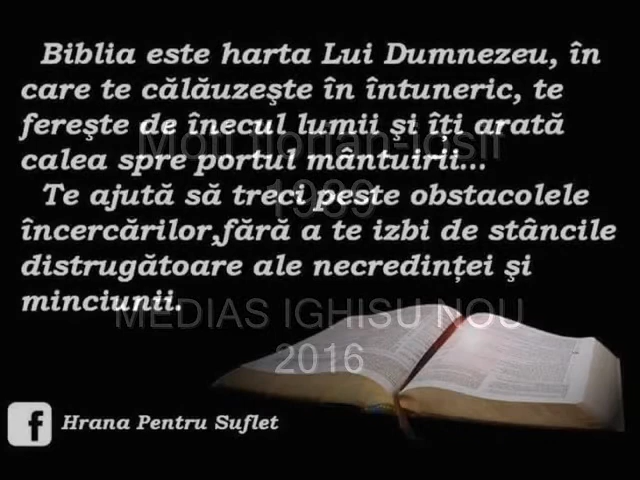 Biblia este harta Lui Dumnezeu, în
care te călăuzeşte în întuneric, te
fereşte de înecul lumii şi îţi arată
calea spre portul mântuirii...
Te ajută să treci peste obstacolele
1989
încercărilor,fără a te izbi de stâncile
distrugătoare ale necredinţei şi
minciunii.
MEDIAS IGHISU NOU
2016
f Hrana Pentru Suflet